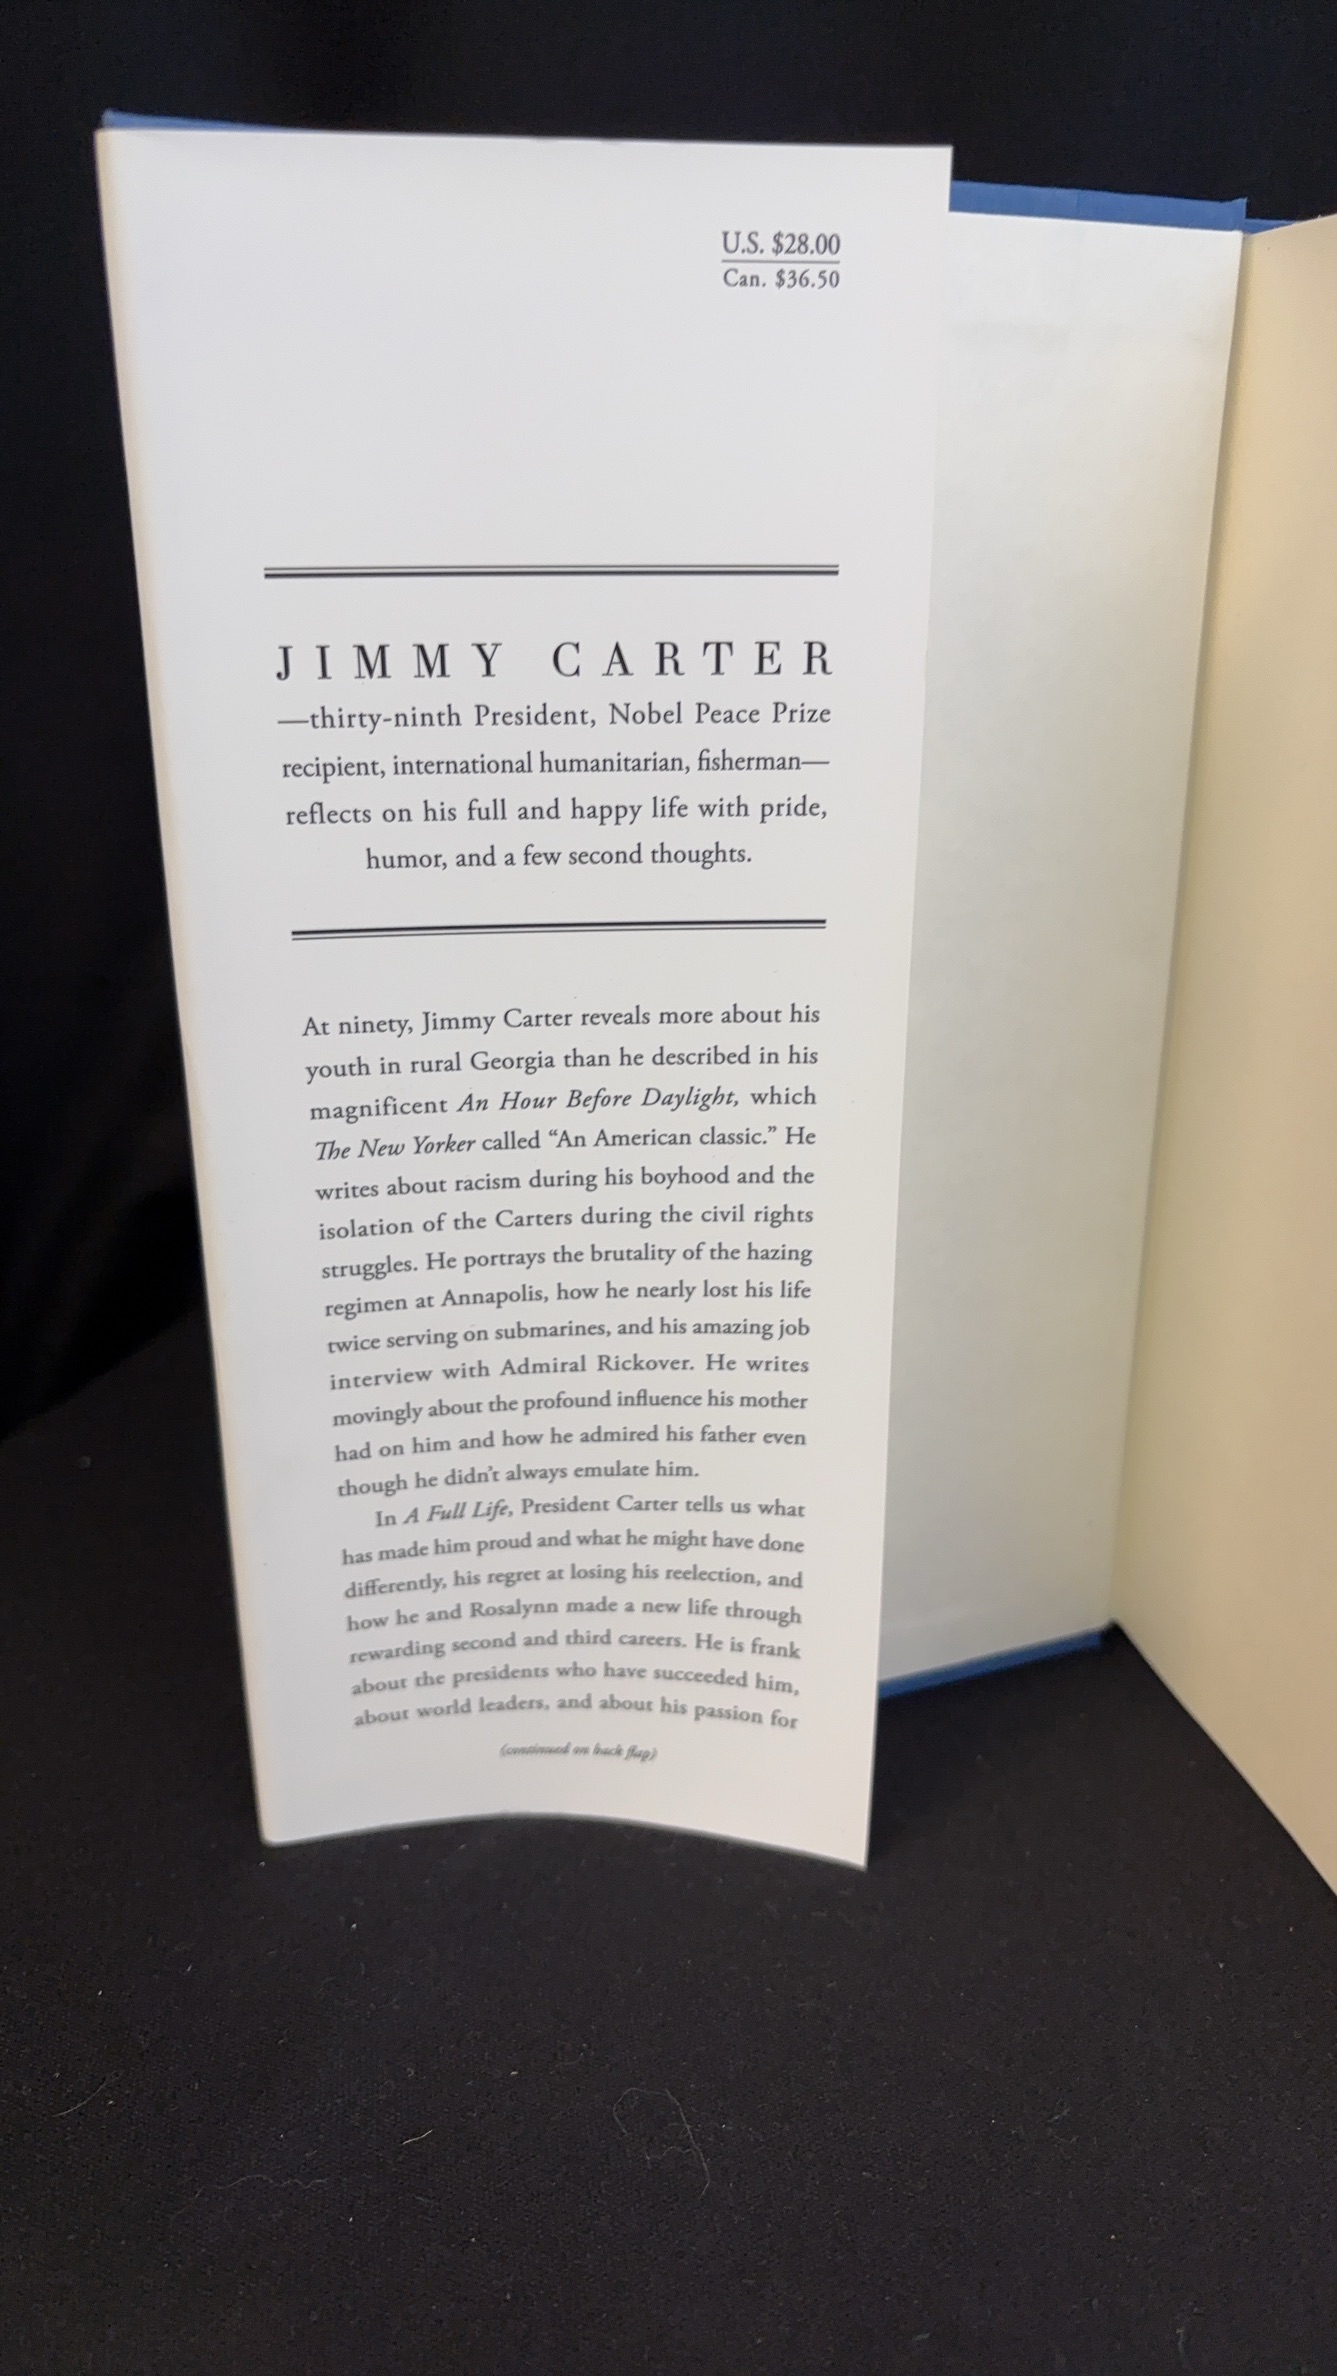 U.S. $28.00
Can. $36.50
JIMMY CARTER
—thirty-ninth President, Nobel Peace Prize
recipient, international humanitarian, fisherman—
reflects on his full and happy life with pride,
humor, and a few second thoughts.
At ninety, Jimmy Carter reveals more about his
youth in rural Georgia than he described in his
magnificent An Hour Before Daylight, which
The New Yorker called “An American classic.” He
writes about racism during his boyhood and the
isolation of the Carters during the civil rights
struggles. He portrays the brutality of the hazing
regimen at Annapolis, how he nearly lost his life
twice serving on submarines, and his amazing job
interview with Admiral Rickover. He writes
movingly about the profound influence his mother
had on him and how he admired his father even
though he didn’t always emulate him.
In A Full Life, President Carter tells us what
has made him proud and what he might have done
differently, his regret at losing his reelection, and
how he and Rosalynn made a new life through
rewarding second and third careers. He is frank
about the presidents who have succeeded him,
about world leaders, and about his passion for
(continued on back flap)